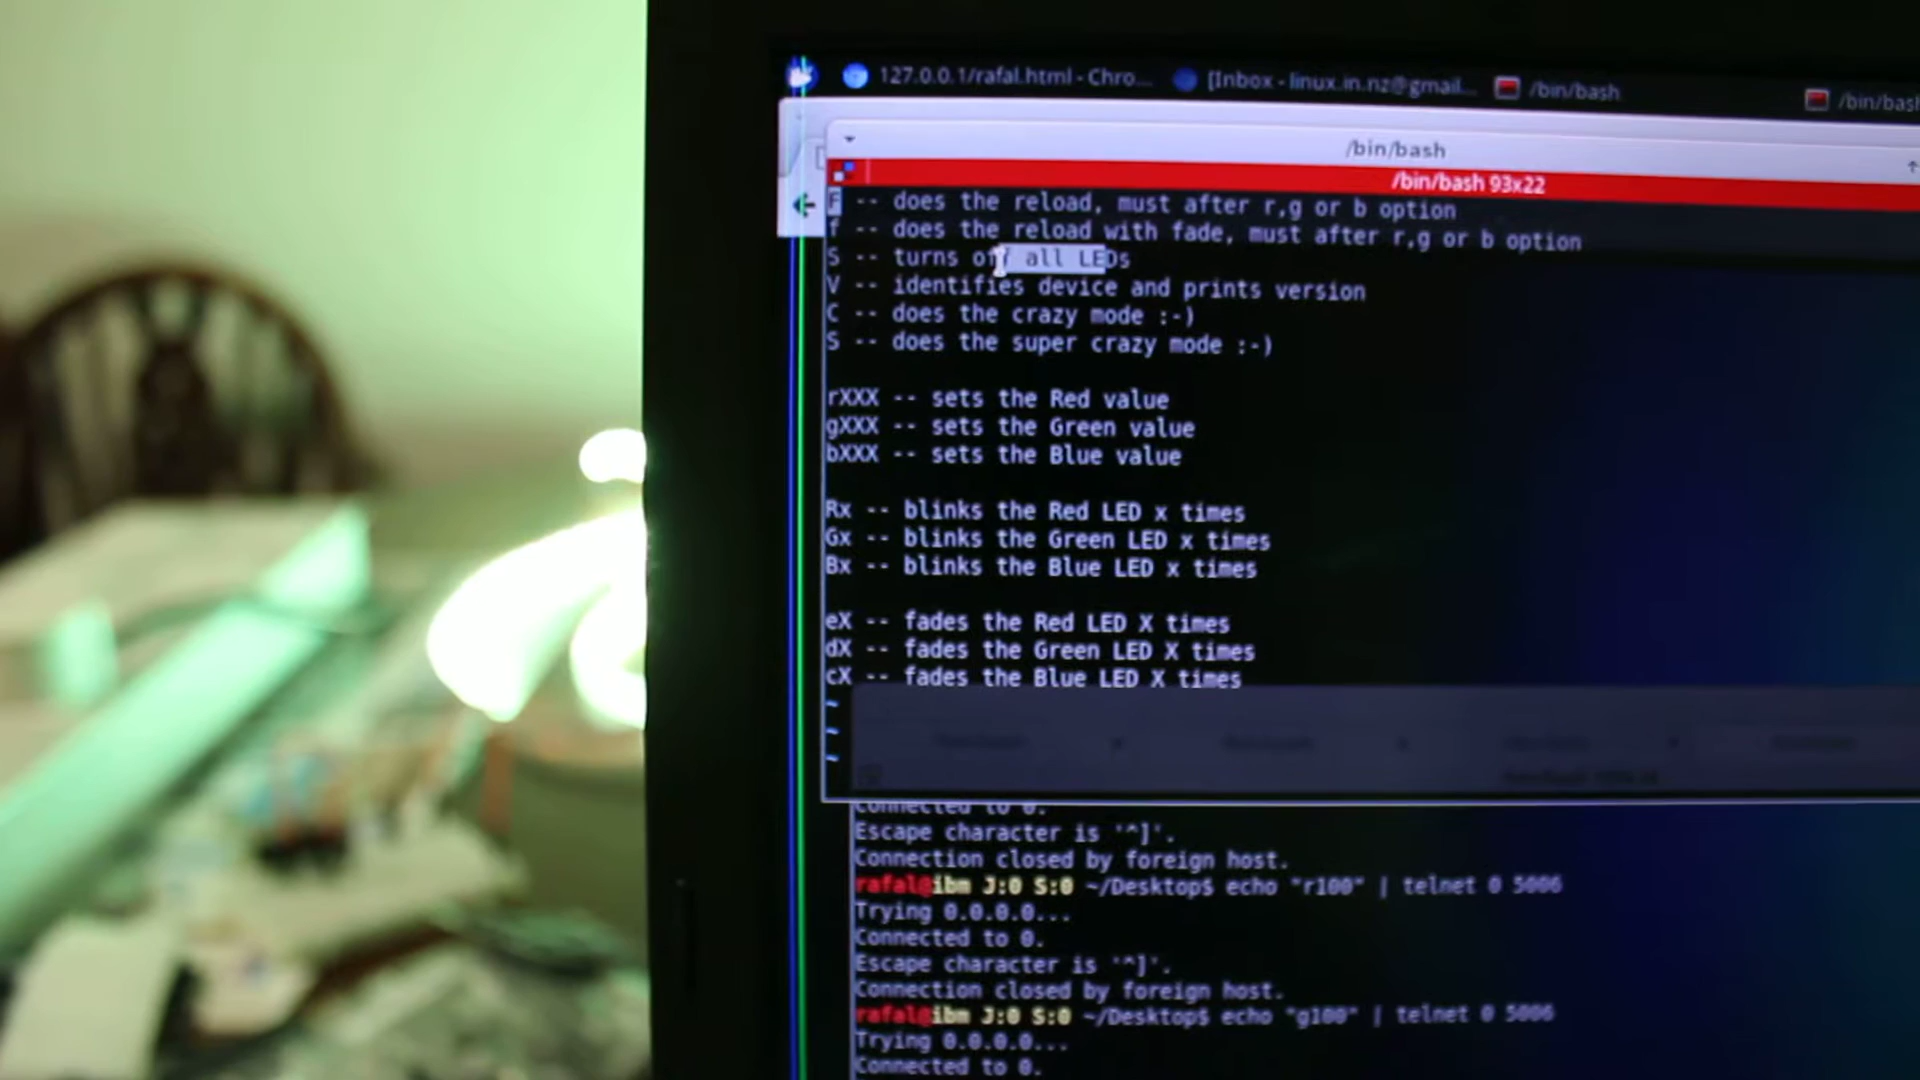 127.0.0.1/rafal.html - Chro...
[Inbox - linux.in.nz@gmail...
/bin/bash
/bin/bash
/bin/bash
/bin/bash 93x22
F -- does the reload, must after r,g or b option
f -- does the reload with fade, must after r,g or b option
S -- turns off all LEDs
V -- identifies device and prints version
C -- does the crazy mode :-)
S -- does the super crazy mode :-)
rXXX -- sets the Red value
gXXX -- sets the Green value
bXXX -- sets the Blue value
Rx -- blinks the Red LED x times
Gx -- blinks the Green LED x times
Bx -- blinks the Blue LED x times
eX -- fades the Red LED X times
dX -- fades the Green LED X times
cX -- fades the Blue LED X times
~
~
~
Connected to 0.
Escape character is '^]'.
Connection closed by foreign host.
rafal@ibm J:0 S:0 ~/Desktop$ echo "r100" | telnet 0 5006
Trying 0.0.0.0...
Connected to 0.
Escape character is '^]'.
Connection closed by foreign host.
rafal@ibm J:0 S:0 ~/Desktop$ echo "g100" | telnet 0 5006
Trying 0.0.0.0...
Connected to 0.